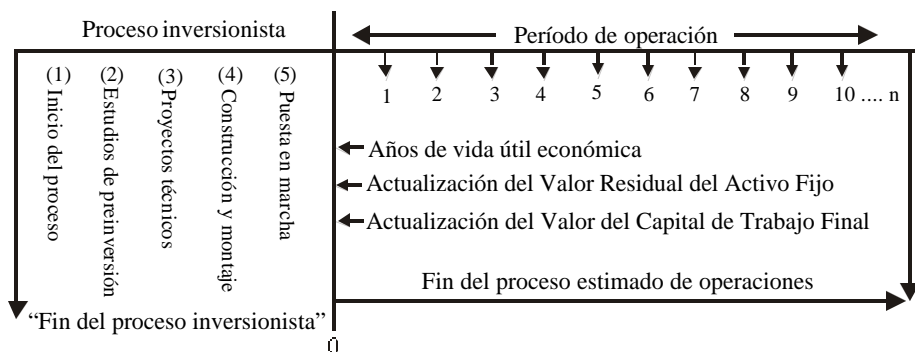 Proceso inversionista
Período de operación
(1) Inicio del proceso
(2) Estudios de preinversión
(3) Proyectos técnicos
(4) Construcción y montaje
(5) Puesta en marcha
1 2 3 4 5 6 7 8 9 10 .... n
Años de vida útil económica
Actualización del Valor Residual del Activo Fijo
Actualización del Valor del Capital de Trabajo Final
Fin del proceso estimado de operaciones
“Fin del proceso inversionista”
0